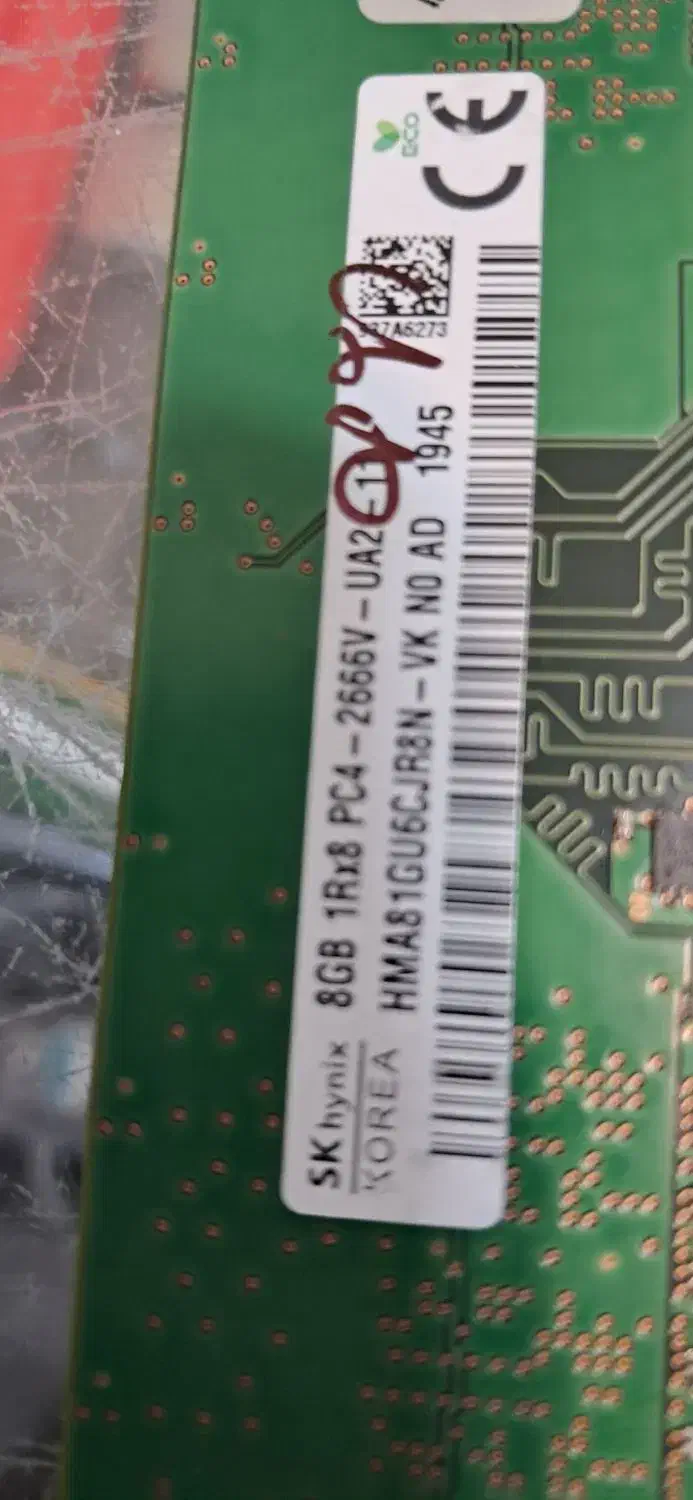 SK hynix
KOREA
8GB 1Rx8 PC4-2666V-UA2-11
HMA81GU6CJR8N-VK N0 AD 1945
ECO
CE